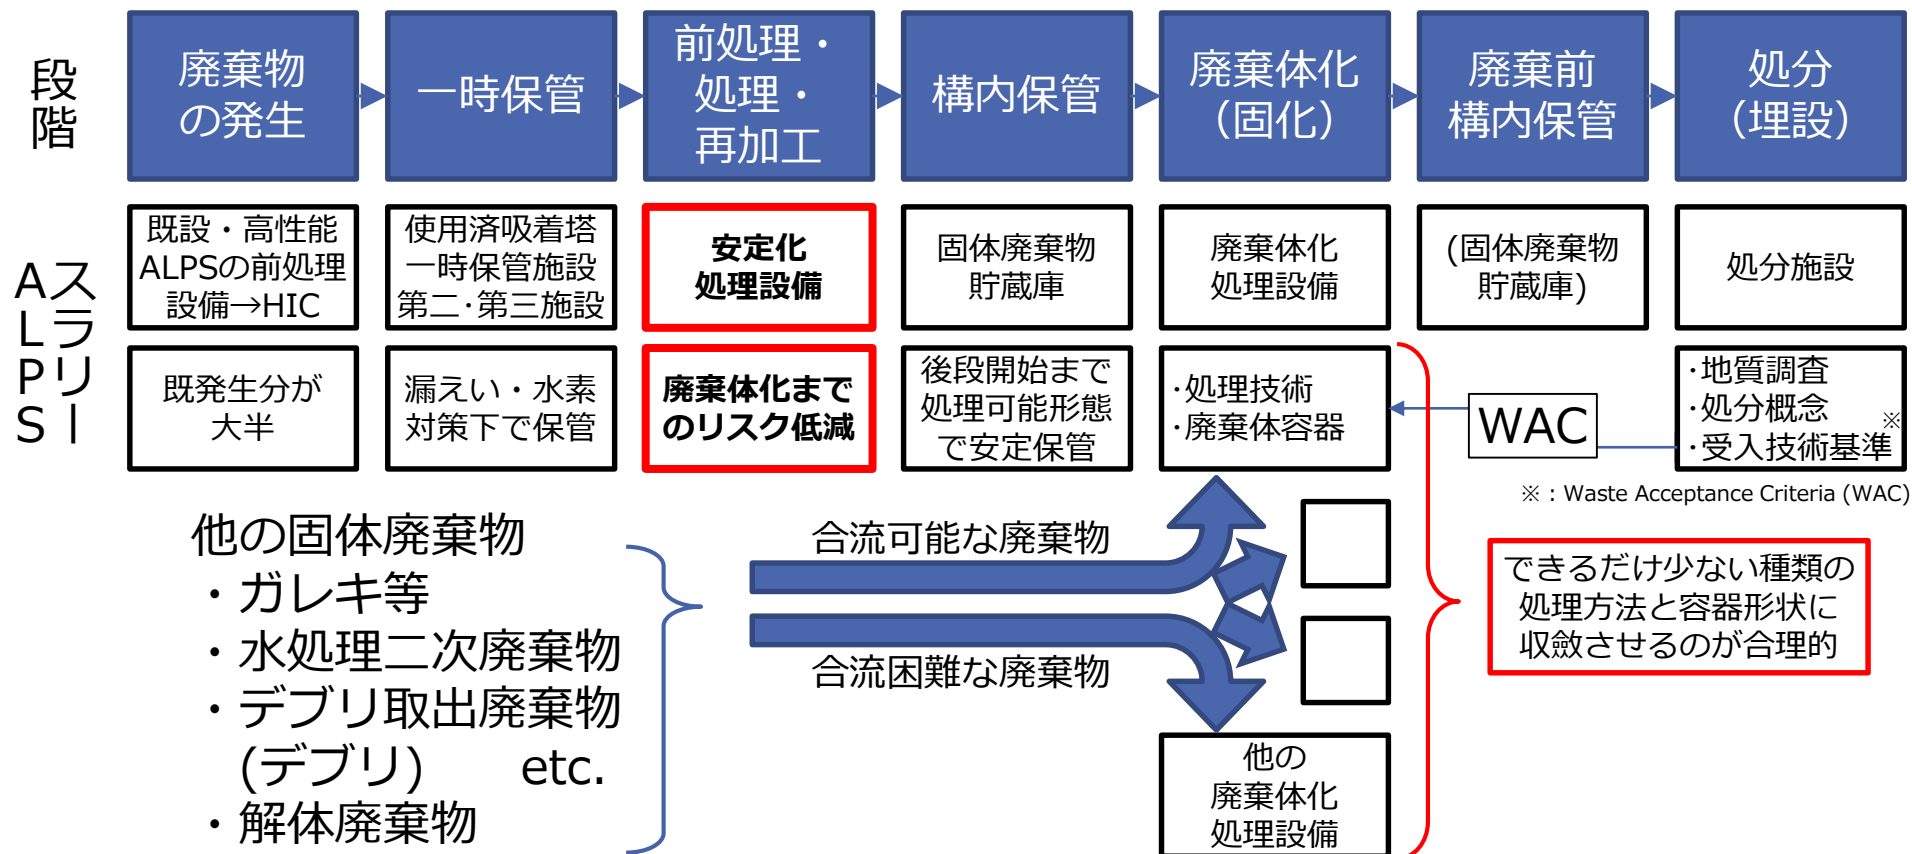 段階
廃棄物
の発生
一時保管
前処理・
処理・
再加工
構内保管
廃棄体化
（固化）
廃棄前
構内保管
処分
（埋設）
ALPS
スラリー
既設・高性能
ALPSの前処理
設備→HIC
使用済吸着塔
一時保管施設
第二･第三施設
安定化
処理設備
固体廃棄物
貯蔵庫
廃棄体化
処理設備
(固体廃棄物
貯蔵庫)
処分施設
既発生分が
大半
漏えい・水素
対策下で保管
廃棄体化まで
のリスク低減
後段開始まで
処理可能形態
で安定保管
･処理技術
･廃棄体容器
WAC
･地質調査
･処分概念
･受入技術基準※
※：Waste Acceptance Criteria (WAC)
他の固体廃棄物
・ガレキ等
・水処理二次廃棄物
・デブリ取出廃棄物
(デブリ) etc.
・解体廃棄物
合流可能な廃棄物
合流困難な廃棄物
他の
廃棄体化
処理設備
できるだけ少ない種類の
処理方法と容器形状に
収斂させるのが合理的